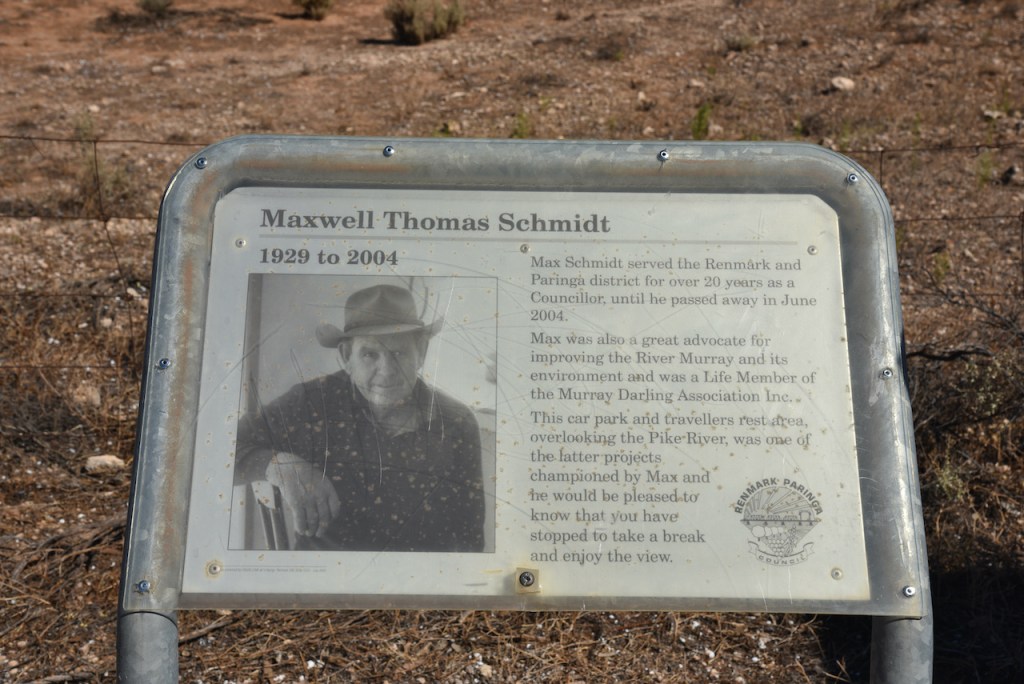 Maxwell Thomas Schmidt
1929 to 2004
Max Schmidt served the Renmark and
Paringa district for over 20 years as a
Councillor, until he passed away in June
2004.
Max was also a great advocate for
improving the River Murray and its
environment and was a Life Member of
the Murray Darling Association Inc.
This car park and travellers rest area,
overlooking the Pike River, was one of
the latter projects
championed by Max and
he would be pleased to
know that you have
stopped to take a break
and enjoy the view.
RENMARK PARINGA
COUNCIL